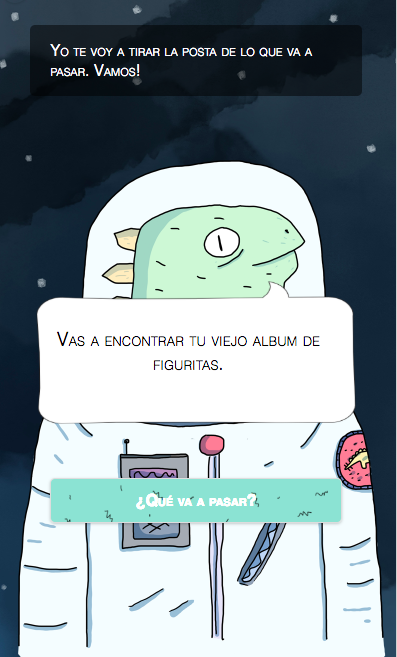 Yo te voy a tirar la posta de lo que va a
pasar. Vamos!
Vas a encontrar tu viejo album de
figuritas.
¿Qué va a pasar?